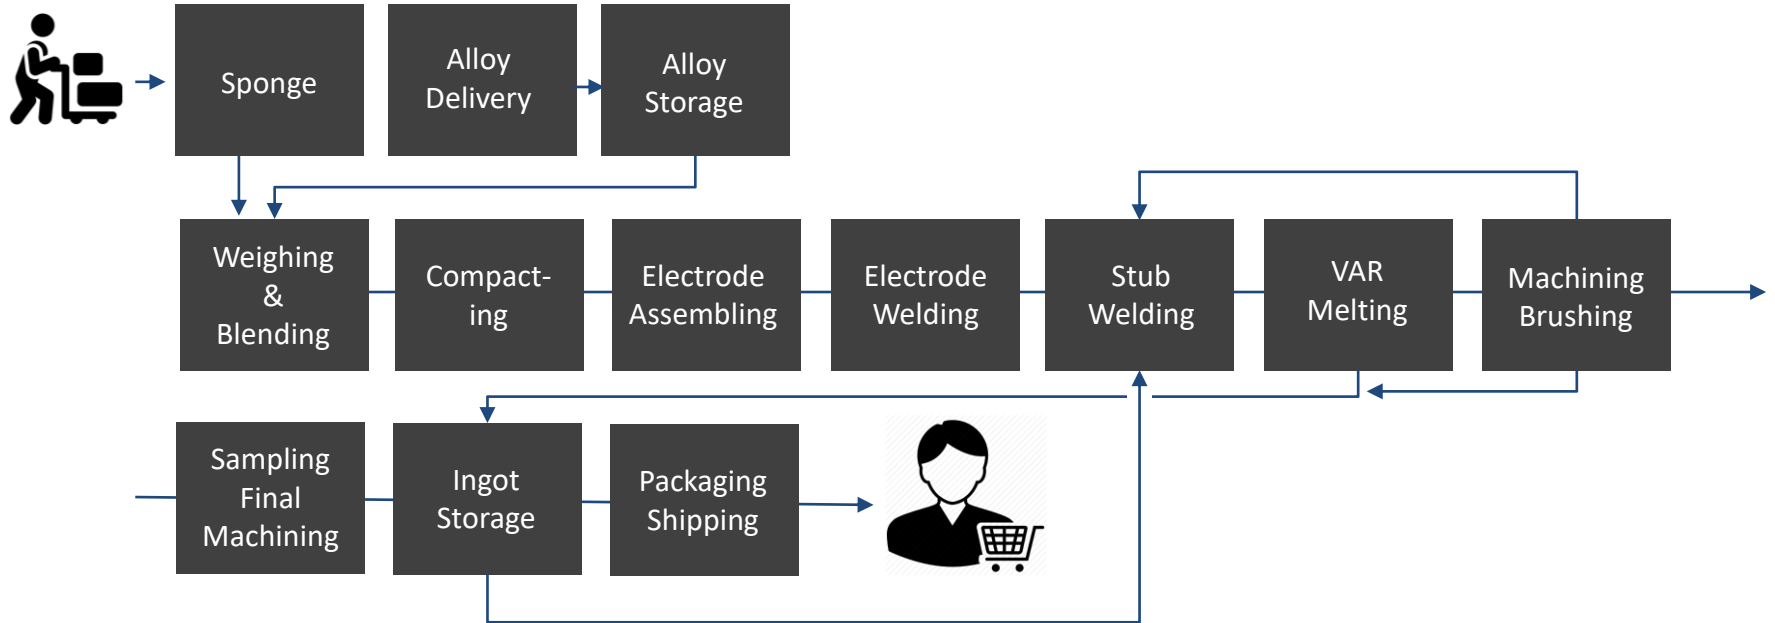 Sponge
Alloy
Delivery
Alloy
Storage
Weighing
&
Blending
Compact-
ing
Electrode
Assembling
Electrode
Welding
Stub
Welding
VAR
Melting
Machining
Brushing
Sampling
Final
Machining
Ingot
Storage
Packaging
Shipping